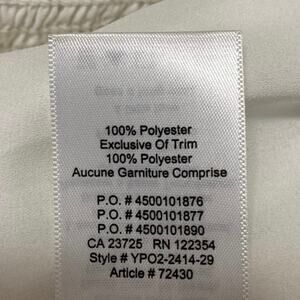 100% Polyester
Exclusive Of Trim
100% Polyester
Aucune Garniture Comprise
P.O. # 4500101876
P.O. # 4500101877
P.O. # 4500101890
CA 23725 RN 122354
Style # YPO2-2414-29
Article # 72430